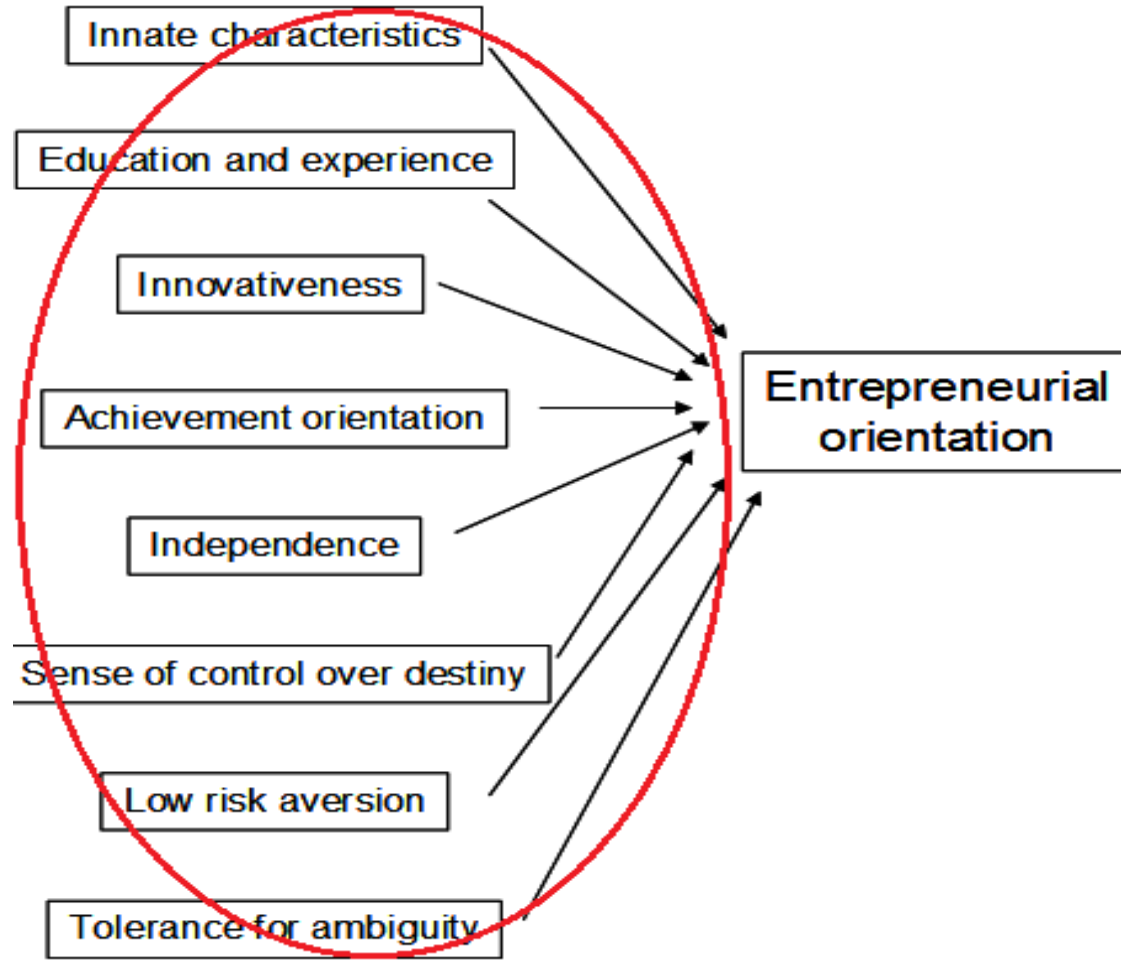 Innate characteristics
Education and experience
Innovativeness
Achievement orientation
Independence
Sense of control over destiny
Low risk aversion
Tolerance for ambiguity
Entrepreneurial
orientation